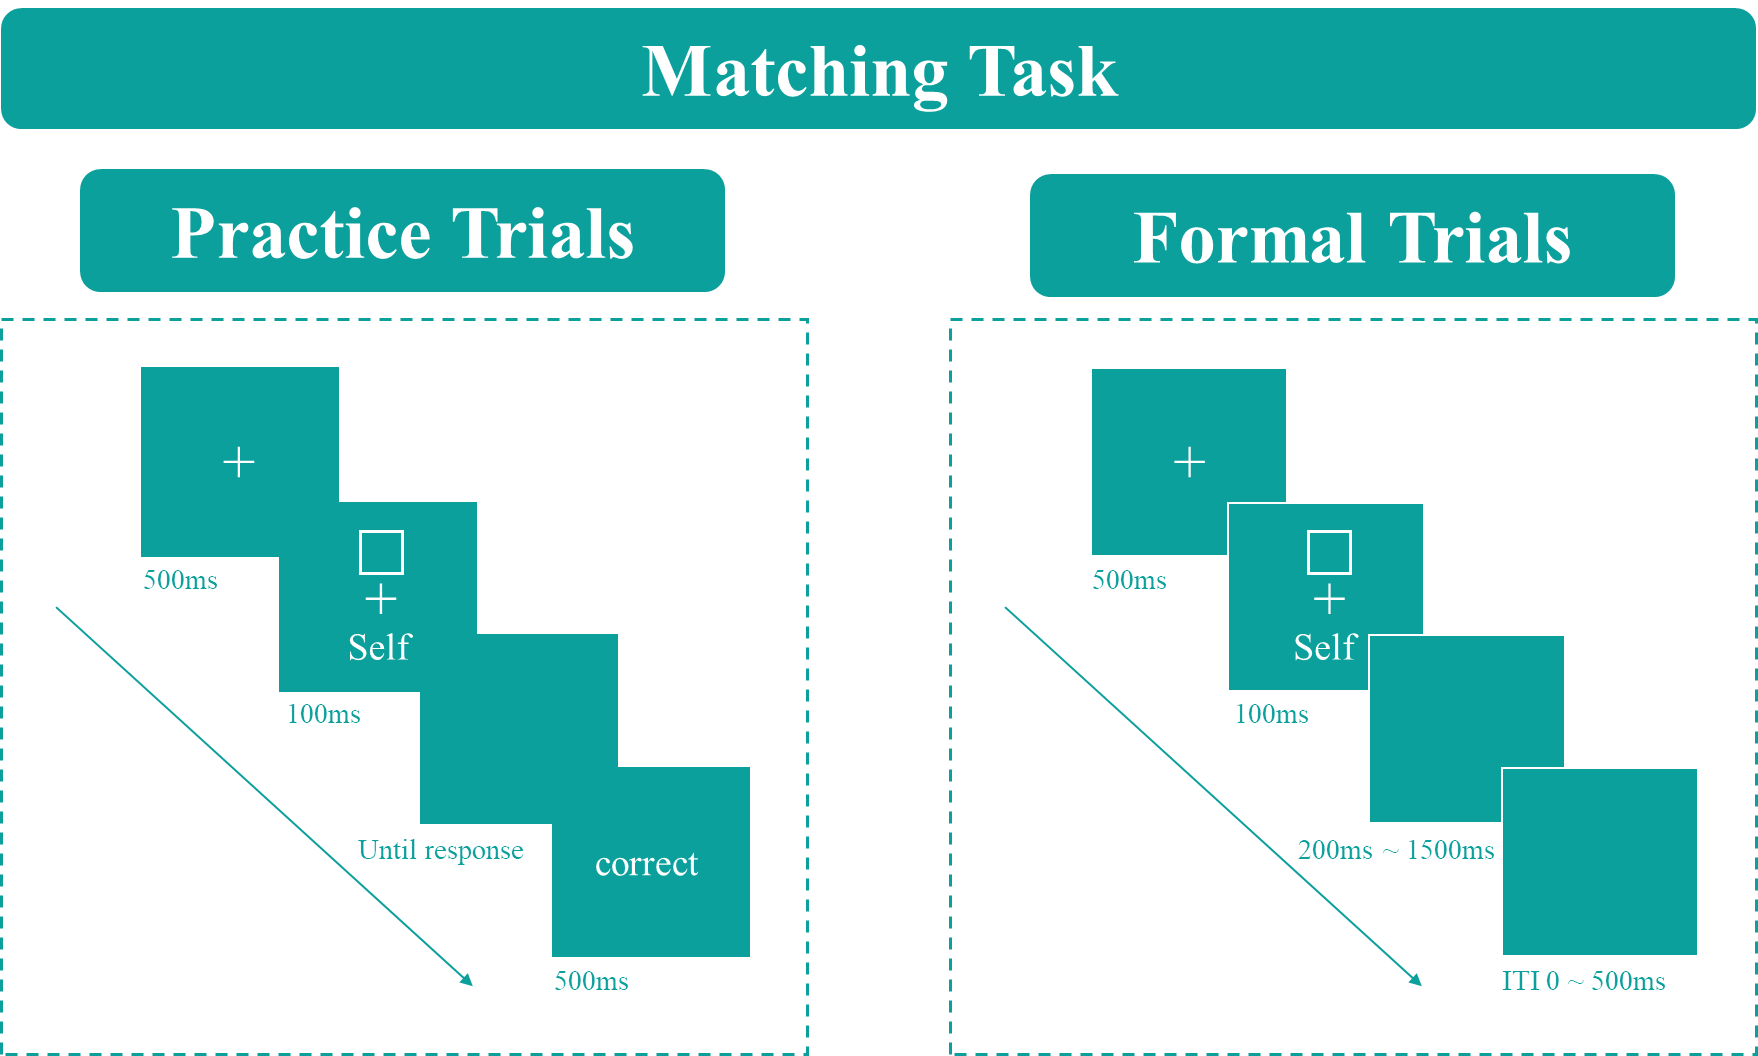 Matching Task
Practice Trials
500ms
Self
100ms
Until response
correct
500ms
Formal Trials
500ms
Self
100ms
200ms ~ 1500ms
ITI 0 ~ 500ms